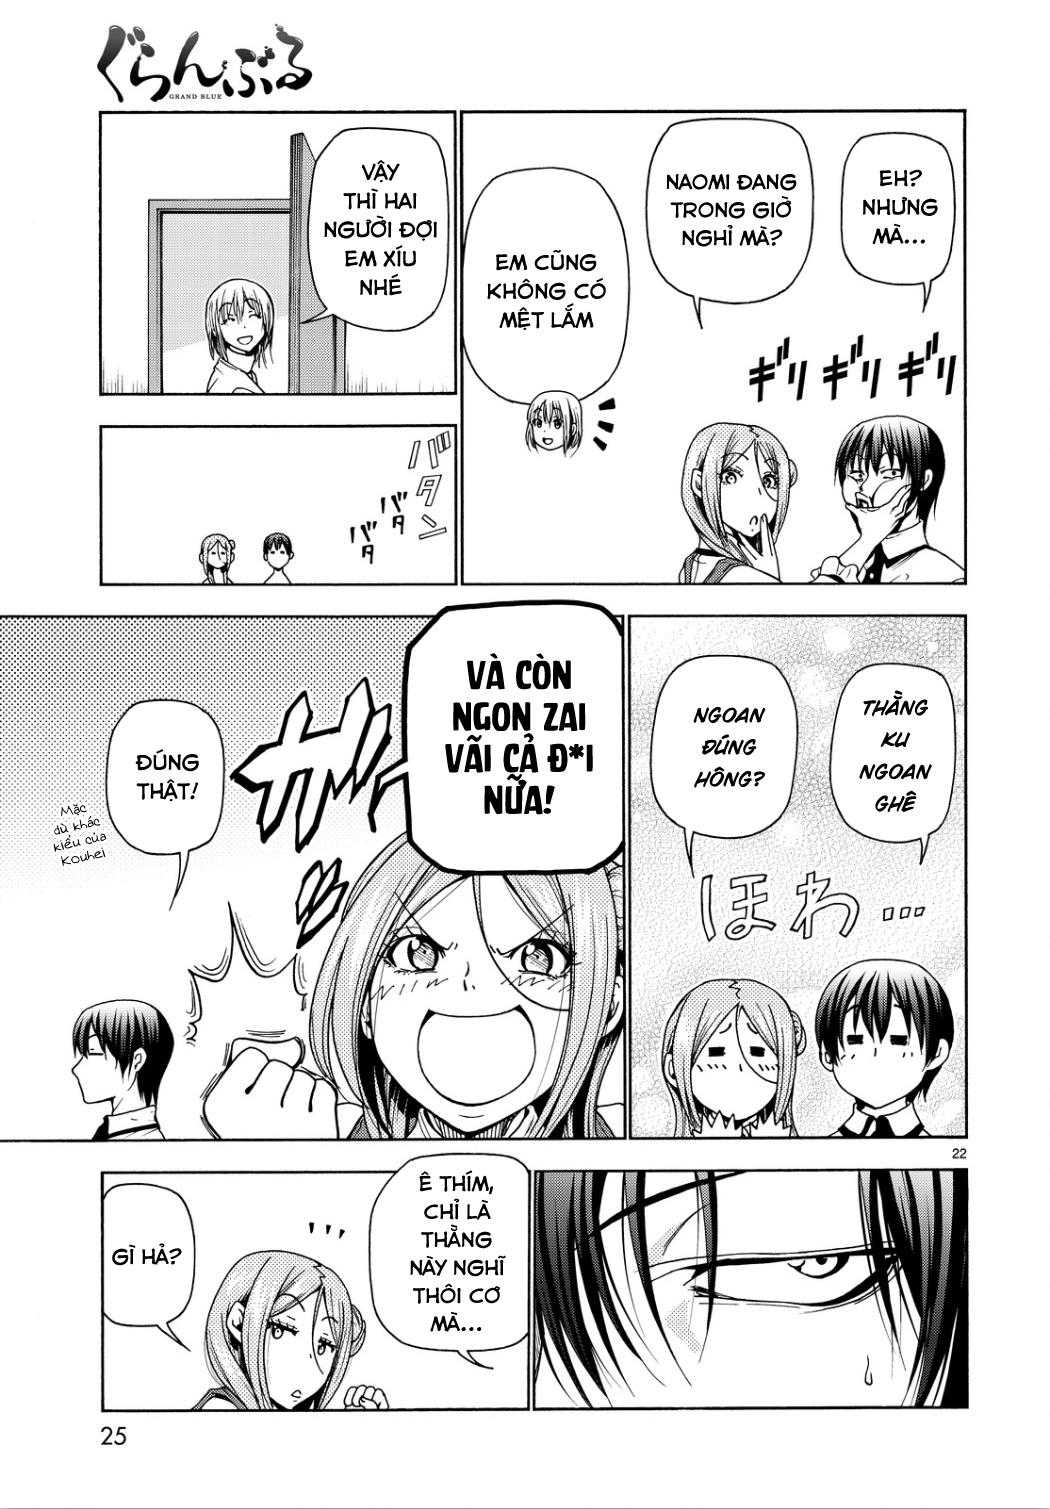 ぐらんぶる
GRAND BLUE
EH?
NHƯNG
MÀ...
NAOMI ĐANG
TRONG GIỜ
NGHỈ MÀ?
EM CŨNG
KHÔNG CÓ
MỆT LẮM
ギリ ギリ ギリ
VẬY
THÌ HAI
NGƯỜI ĐỢI
EM XÍU
NHÉ
バタン
バタ
バタ
THẰNG
KU
NGOAN
GHÊ
NGOAN
ĐÚNG
HÔNG?
ほわ...
VÀ CÒN
NGON ZAI
VÃI CẢ Đ*I
NỮA!
ガバッ
ĐÚNG
THẬT!
Mặc
dù khác
kiểu của
Kouhei
22
Ê THÍM,
CHỈ LÀ
THẰNG
NÀY NGHĨ
THÔI CƠ
MÀ...
GÌ HẢ?
25